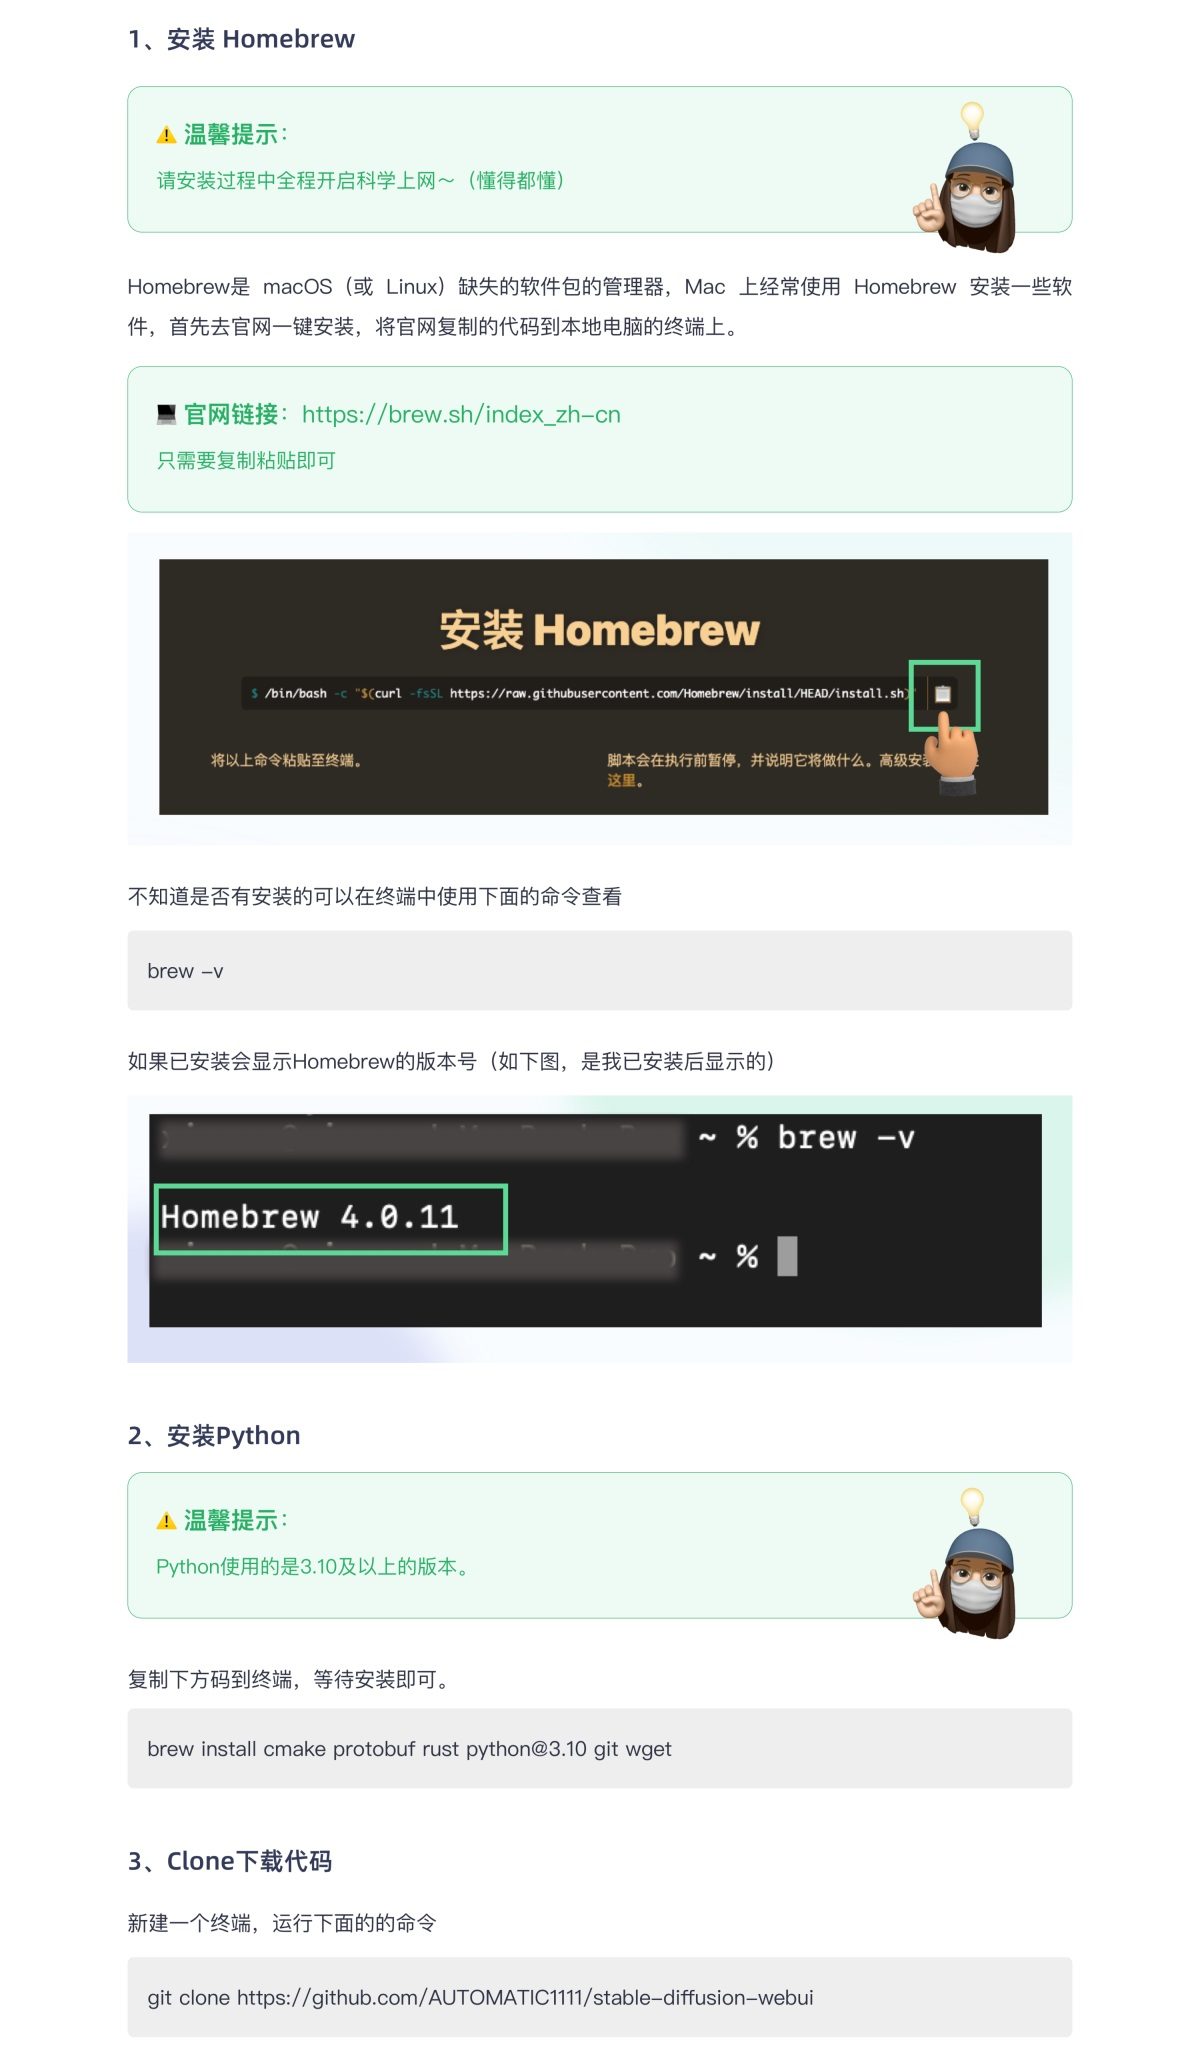 1、安装 Homebrew
温馨提示：
请安装过程中全程开启科学上网～（懂得都懂）
Homebrew是 macOS（或 Linux）缺失的软件包的管理器，Mac 上经常使用 Homebrew 安装一些软
件，首先去官网一键安装，将官网复制的代码到本地电脑的终端上。
官网链接：https://brew.sh/index_zh-cn
只需要复制粘贴即可
安装 Homebrew
$ /bin/bash -c "$(curl -fsSL https://raw.githubusercontent.com/Homebrew/install/HEAD/install.sh)"
将以上命令粘贴至终端。
脚本会在执行前暂停，并说明它将做什么。高级安
这里。
不知道是否有安装的可以在终端中使用下面的命令查看
brew -v
如果已安装会显示Homebrew的版本号（如下图，是我已安装后显示的）
~ % brew -v
Homebrew 4.0.11
~ %
2、安装Python
温馨提示：
Python使用的是3.10及以上的版本。
复制下方码到终端，等待安装即可。
brew install cmake protobuf rust python@3.10 git wget
3、Clone下载代码
新建一个终端，运行下面的的命令
git clone https://github.com/AUTOMATIC1111/stable-diffusion-webui